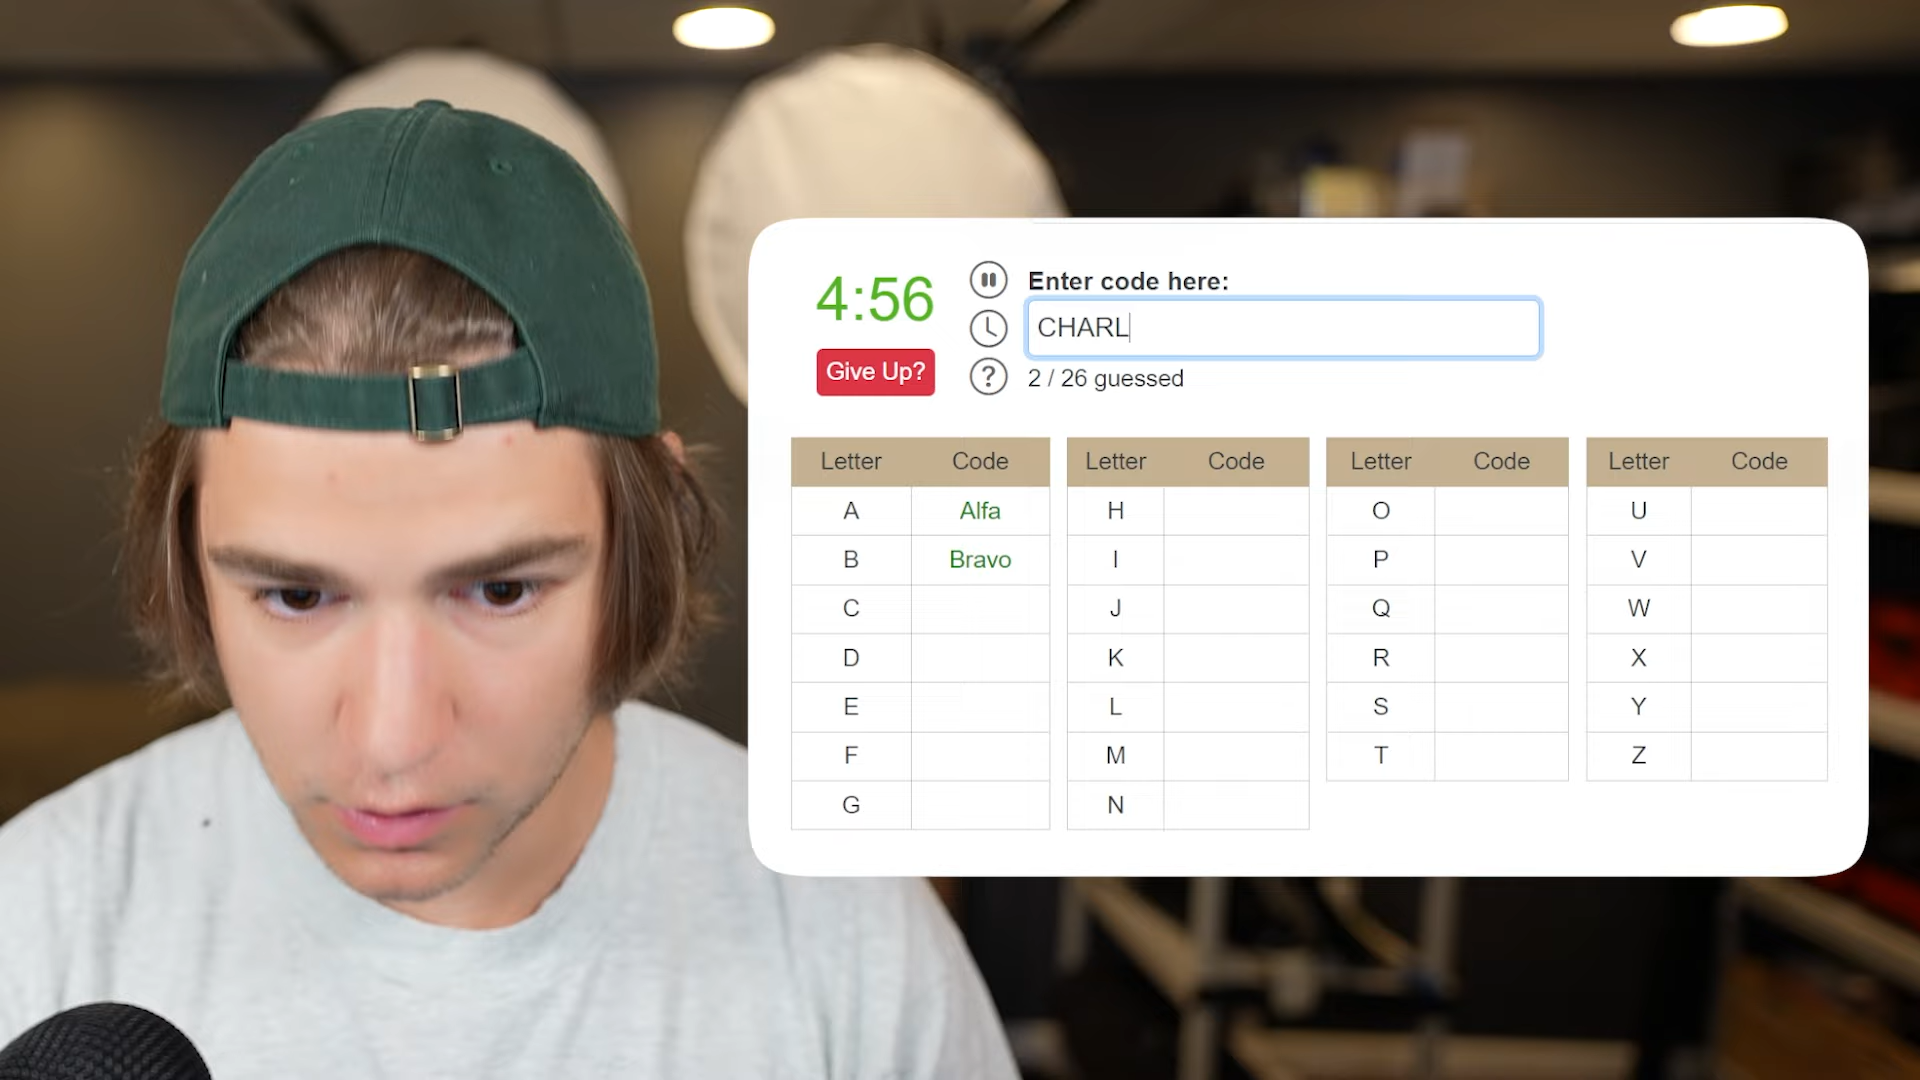 4:56
Give Up?
?
Enter code here:
CHARL
2 / 26 guessed
Letter Code
A Alfa
B Bravo
C
D
E
F
G
Letter Code
H
I
J
K
L
M
N
Letter Code
O
P
Q
R
S
T
Letter Code
U
V
W
X
Y
Z